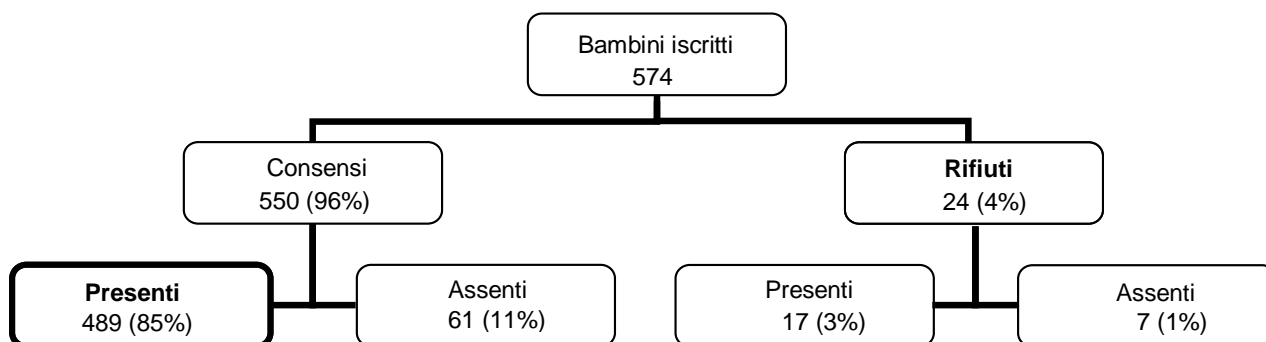 Bambini iscritti
574
Consensi
550 (96%)
Rifiuti
24 (4%)
Presenti
489 (85%)
Assenti
61 (11%)
Presenti
17 (3%)
Assenti
7 (1%)